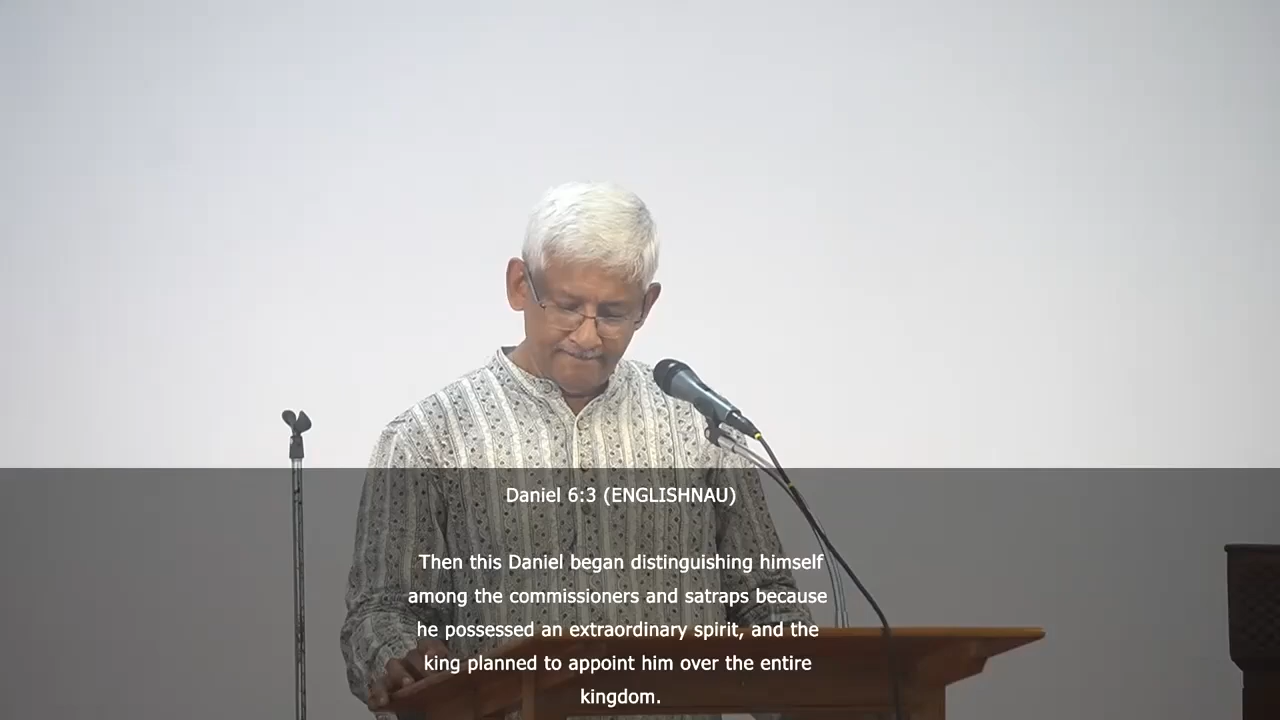 Daniel 6:3 (ENGLISHNAU)
Then this Daniel began distinguishing himself
among the commissioners and satraps because
he possessed an extraordinary spirit, and the
king planned to appoint him over the entire
kingdom.